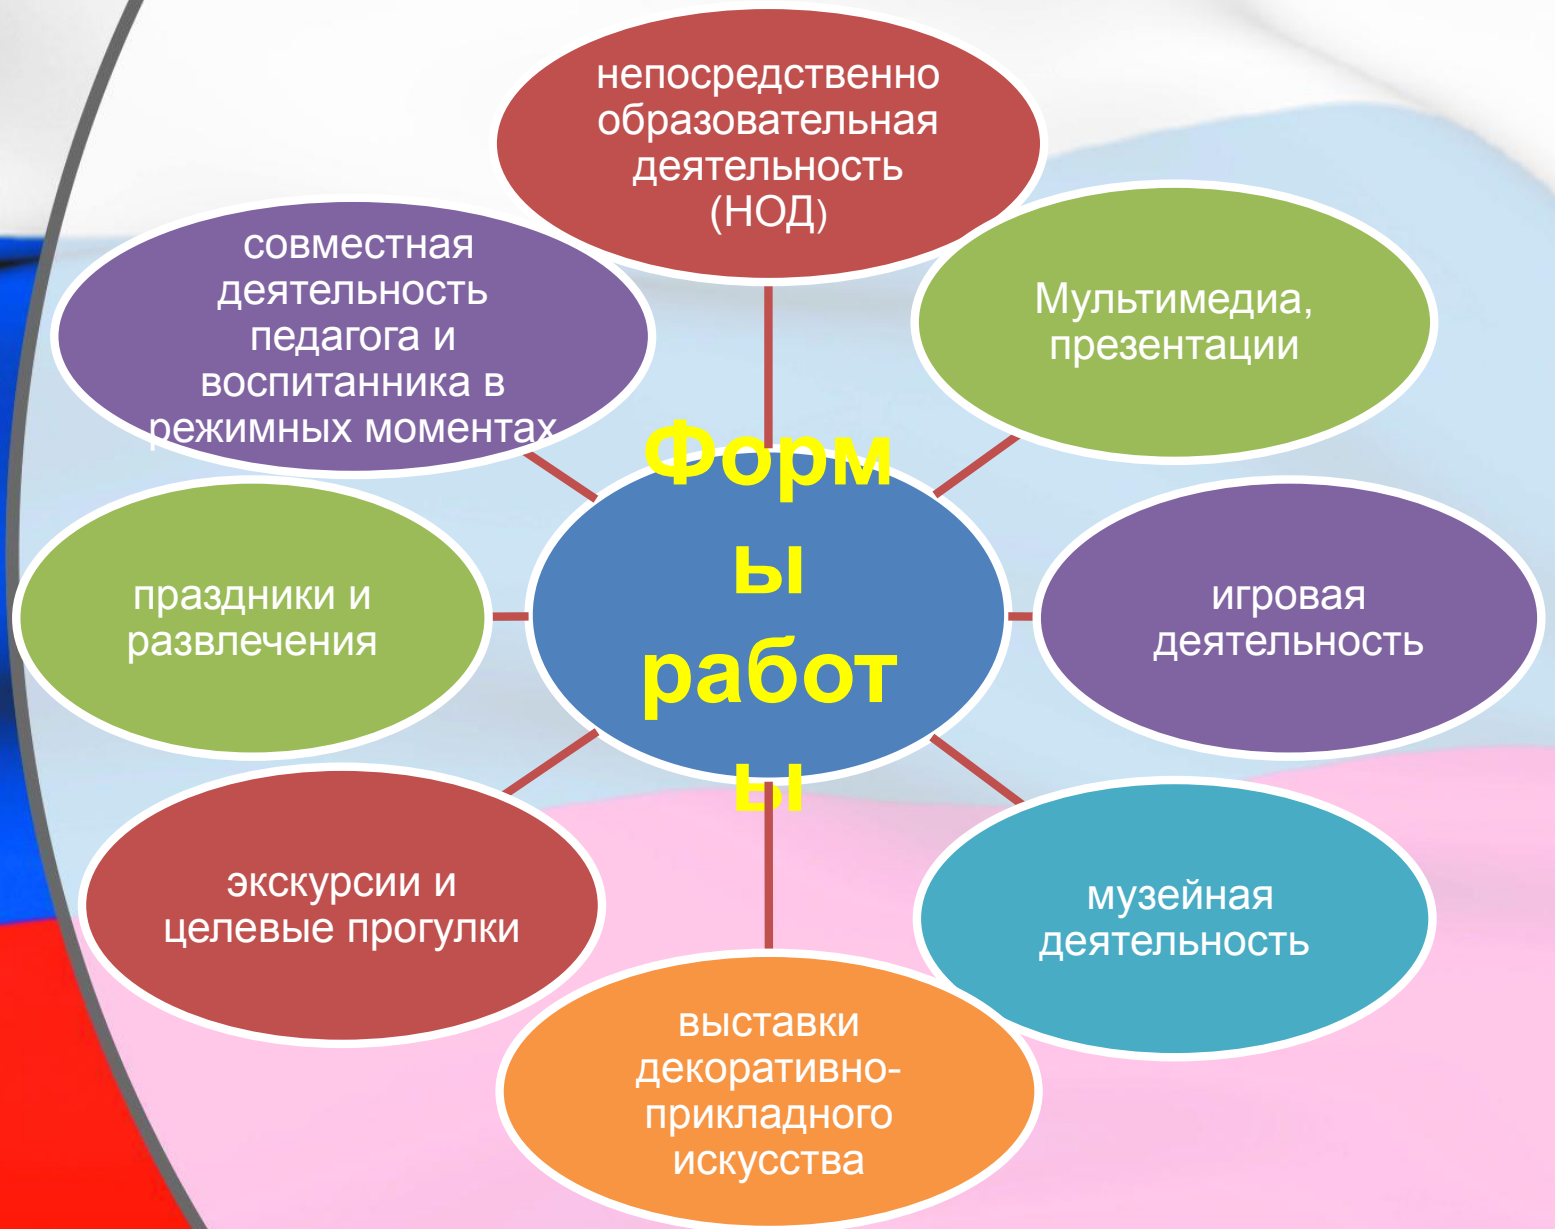 непосредственно
образовательная
деятельность
(НОД)
Мультимедиа,
презентации
игровая
деятельность
музейная
деятельность
выставки
декоративно-
прикладного
искусства
экскурсии и
целевые прогулки
праздники и
развлечения
совместная
деятельность
педагога и
воспитанника в
режимных моментах
Форм
ы
работ
ы